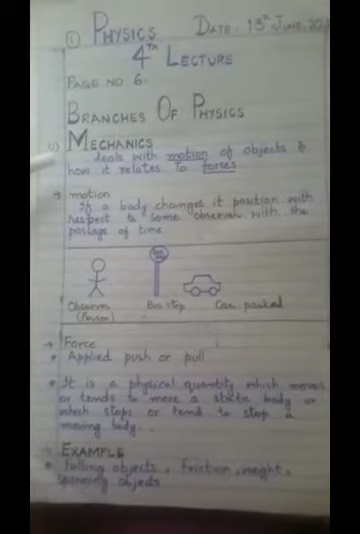 (i) PHYSICS DATE: 13th JUNE,
4TH LECTURE
PAGE NO 6.
BRANCHES OF PHYSICS
(i) MECHANICS
deals with motion of objects &
how it relates to forces
→ motion
If a body changes it position with
respect to some observer with the
passage of time
Observer Bus stop Car parked
(Person)
→ Force
• Applied push or pull
• It is a physical quantity which moves
or tends to move a static body or
which stops or tend to stop a
moving body.
→ EXAMPLE
• Falling objects, friction, weight,
spinning objects